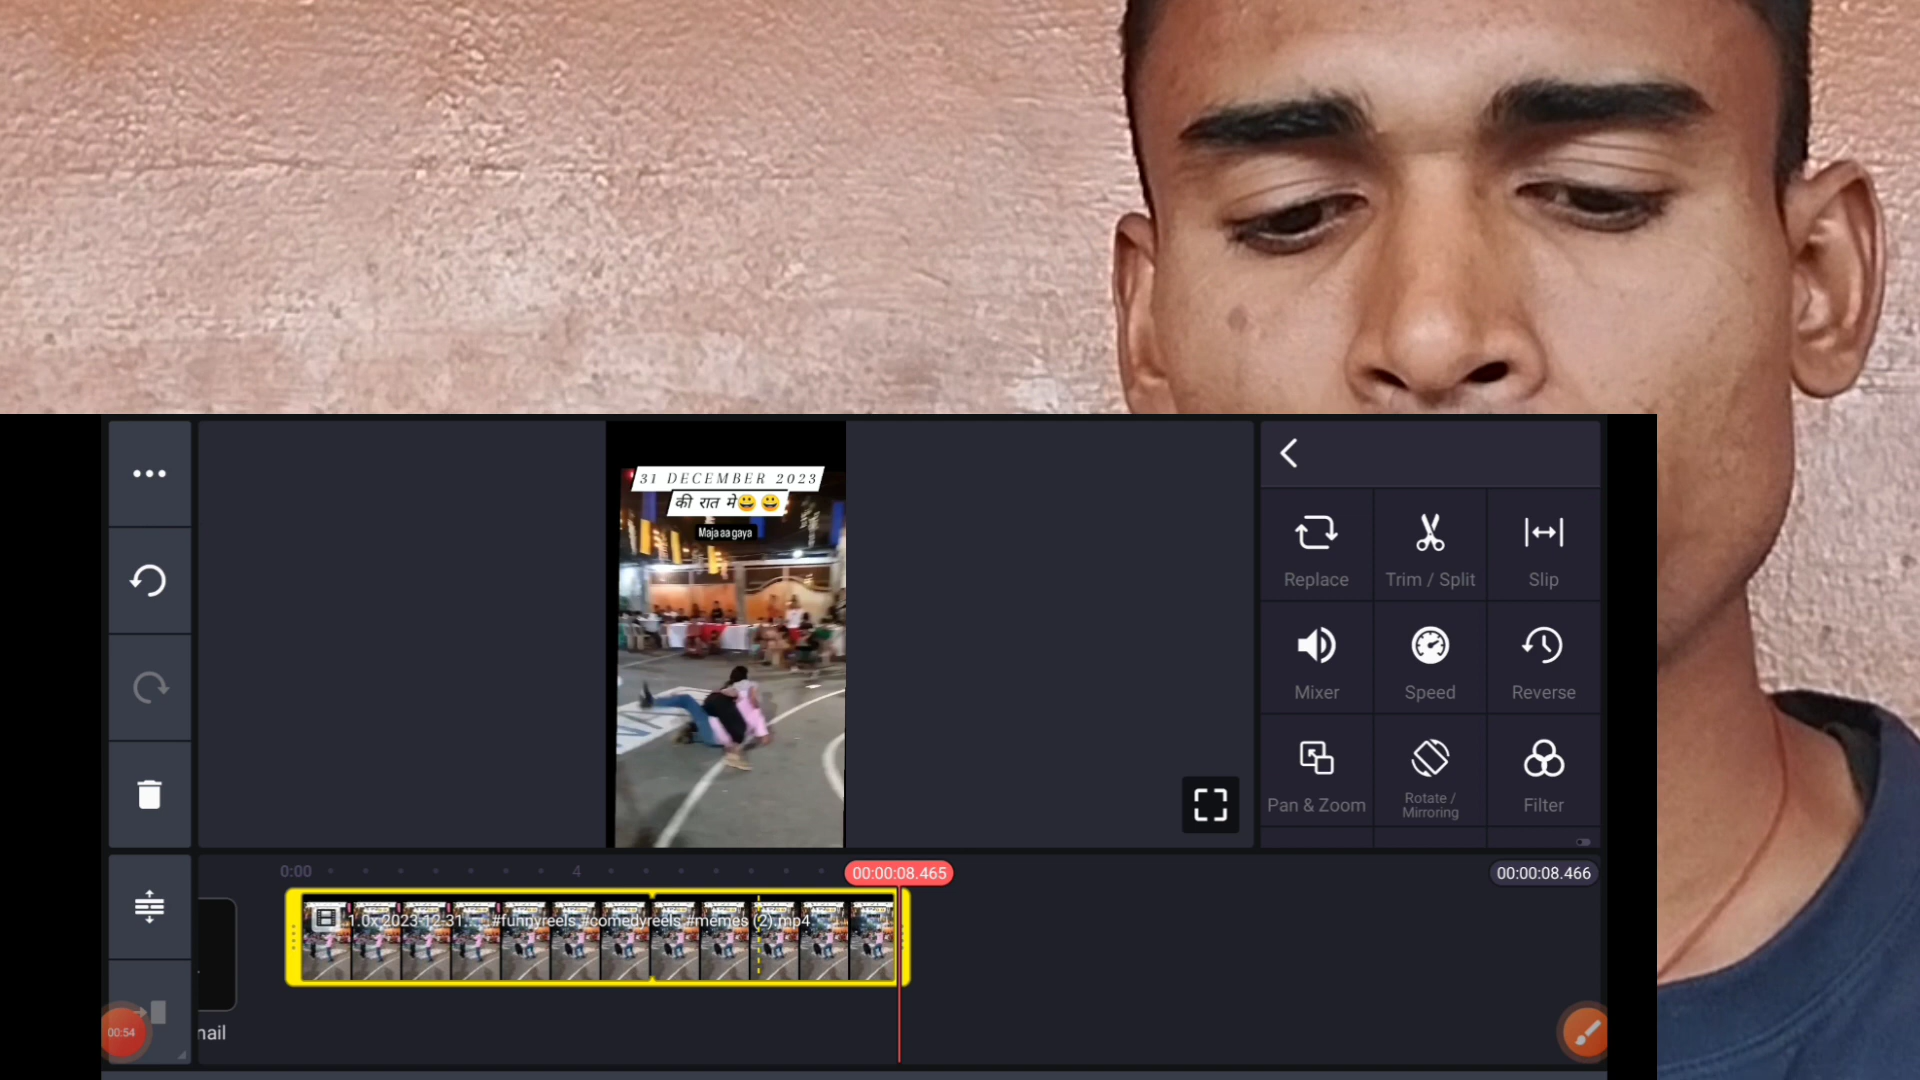 31 DECEMBER 2023
की रात मे😀 😀
Maja aa gaya
Replace
Trim / Split
Slip
Mixer
Speed
Reverse
Pan & Zoom
Rotate /
Mirroring
Filter
0:00
4
00:00:08.465
00:00:08.466
1.0x 2023-12-31.... #funnyreels #comedyreels #memes (2).mp4
00:54
nail